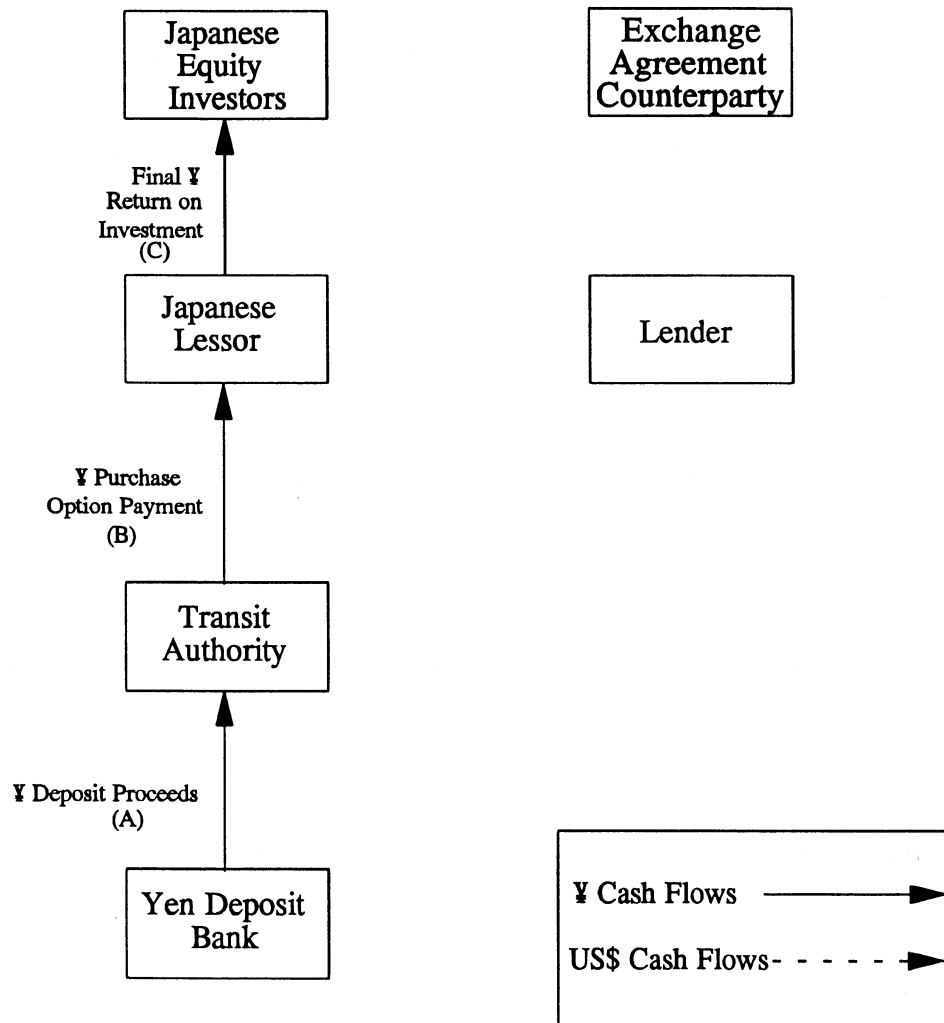 Japanese
Equity
Investors
Exchange
Agreement
Counterparty
Final ¥
Return on
Investment
(C)
Japanese
Lessor
Lender
¥ Purchase
Option Payment
(B)
Transit
Authority
¥ Deposit Proceeds
(A)
Yen Deposit
Bank
¥ Cash Flows
US$ Cash Flows